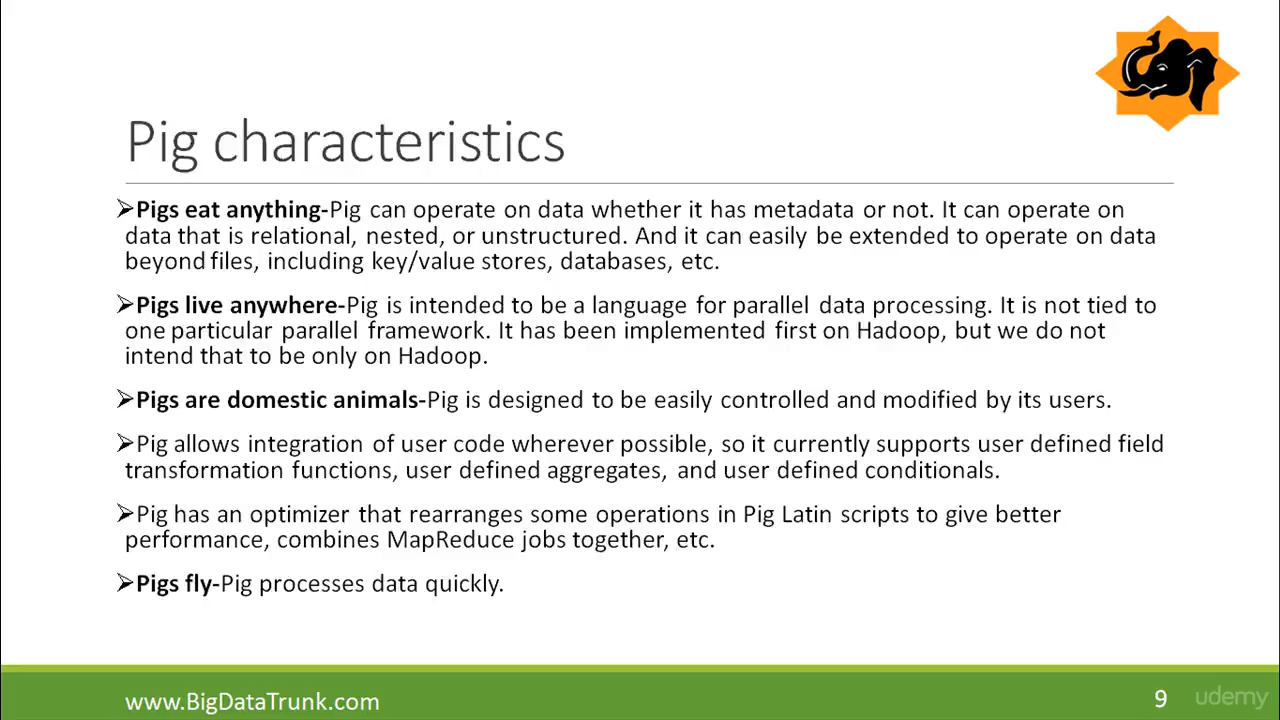 Pig characteristics
➢Pigs eat anything-Pig can operate on data whether it has metadata or not. It can operate on
data that is relational, nested, or unstructured. And it can easily be extended to operate on data
beyond files, including key/value stores, databases, etc.
➢Pigs live anywhere-Pig is intended to be a language for parallel data processing. It is not tied to
one particular parallel framework. It has been implemented first on Hadoop, but we do not
intend that to be only on Hadoop.
➢Pigs are domestic animals-Pig is designed to be easily controlled and modified by its users.
➢Pig allows integration of user code wherever possible, so it currently supports user defined field
transformation functions, user defined aggregates, and user defined conditionals.
➢Pig has an optimizer that rearranges some operations in Pig Latin scripts to give better
performance, combines MapReduce jobs together, etc.
➢Pigs fly-Pig processes data quickly.
www.BigDataTrunk.com
9
udemy